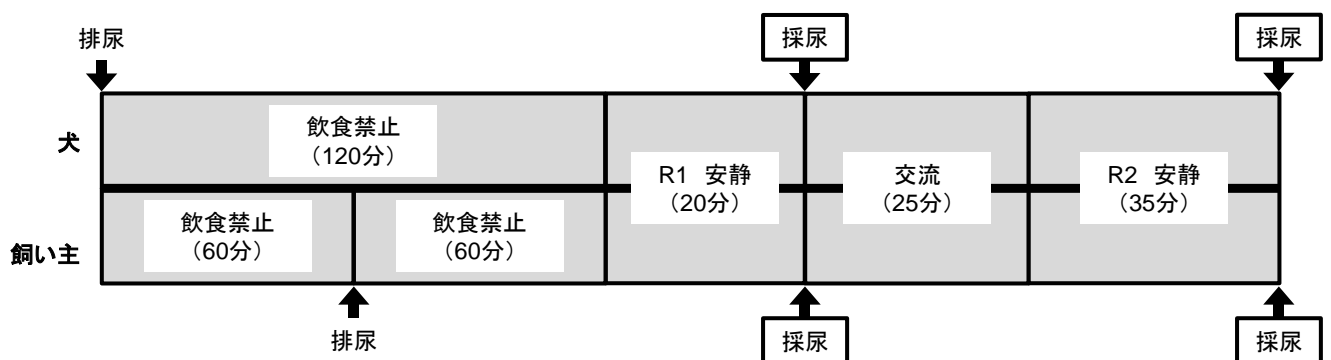 排尿
採尿
採尿
犬
飲食禁止
（120分）
R1 安静
（20分）
交流
（25分）
R2 安静
（35分）
飼い主
飲食禁止
（60分）
飲食禁止
（60分）
排尿
採尿
採尿